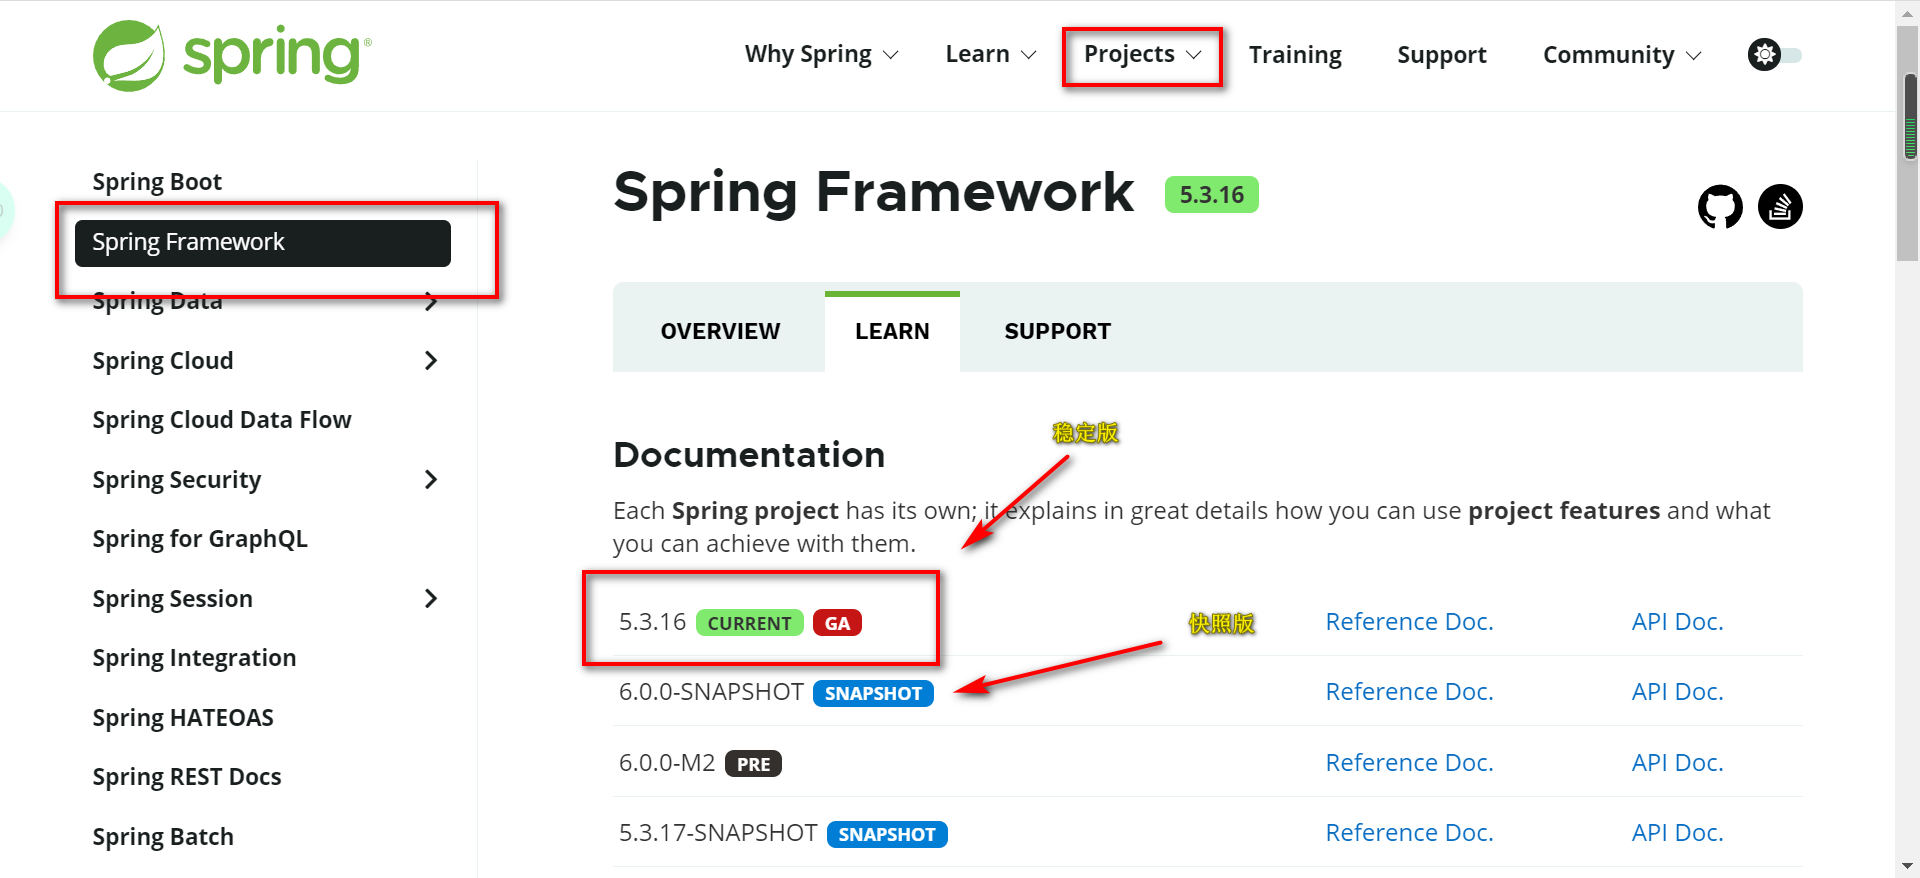 spring®
Why Spring
Learn
Projects
Training
Support
Community
Spring Boot
Spring Framework
Spring Data
Spring Cloud
Spring Cloud Data Flow
Spring Security
Spring for GraphQL
Spring Session
Spring Integration
Spring HATEOAS
Spring REST Docs
Spring Batch
Spring Framework 5.3.16
OVERVIEW
LEARN
SUPPORT
稳定版
Documentation
Each Spring project has its own; it explains in great details how you can use project features and what
you can achieve with them.
5.3.16 CURRENT GA Reference Doc. API Doc.
快照版
6.0.0-SNAPSHOT SNAPSHOT Reference Doc. API Doc.
6.0.0-M2 PRE Reference Doc. API Doc.
5.3.17-SNAPSHOT SNAPSHOT Reference Doc. API Doc.